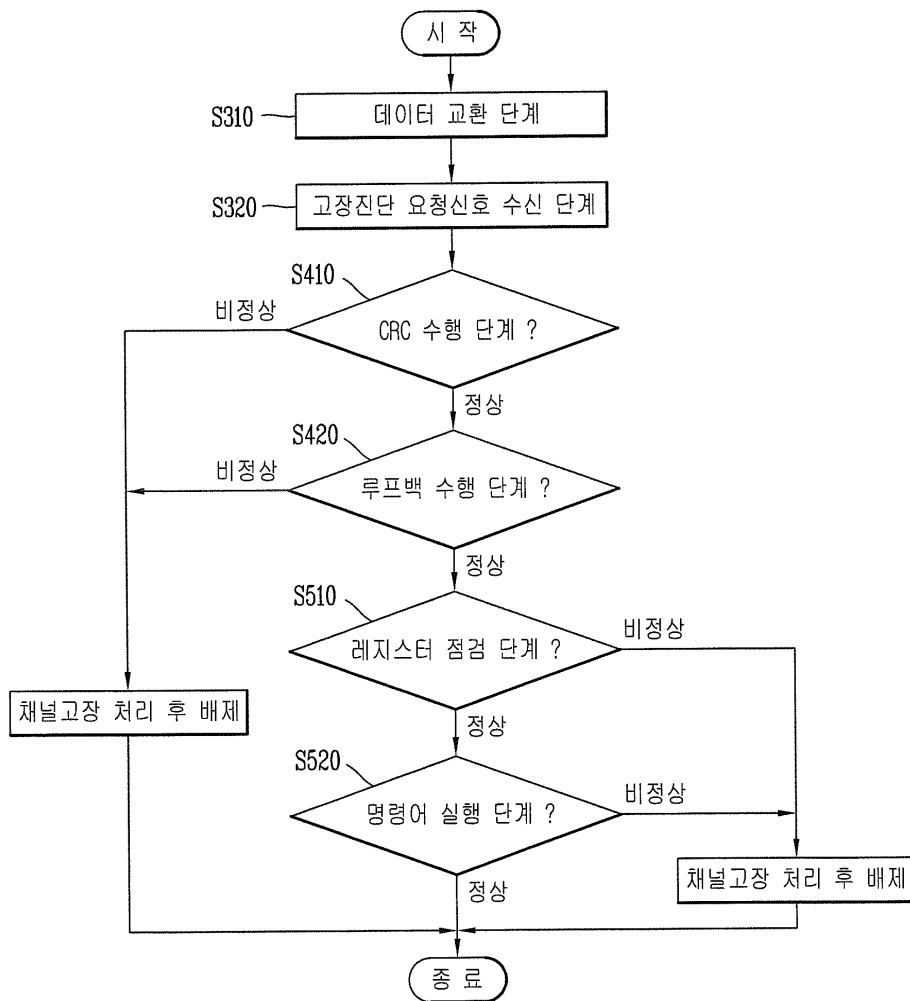 시 작
S310
데이터 교환 단계
S320
고장진단 요청신호 수신 단계
S410
비정상
CRC 수행 단계 ?
정상
S420
비정상
루프백 수행 단계 ?
정상
S510
비정상
레지스터 점검 단계 ?
채널고장 처리 후 배제
정상
S520
비정상
명령어 실행 단계 ?
채널고장 처리 후 배제
정상
종 료